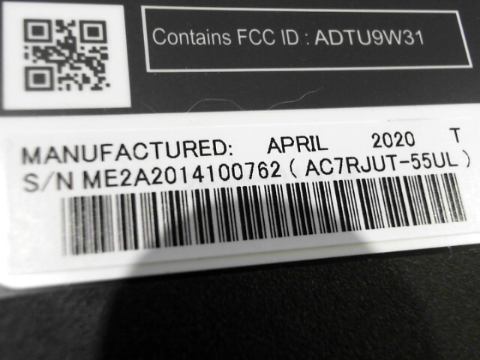 Contains FCC ID : ADTU9W31
MANUFACTURED: APRIL 2020 T
S/N ME2A2014100762 ( AC7RJUT-55UL )